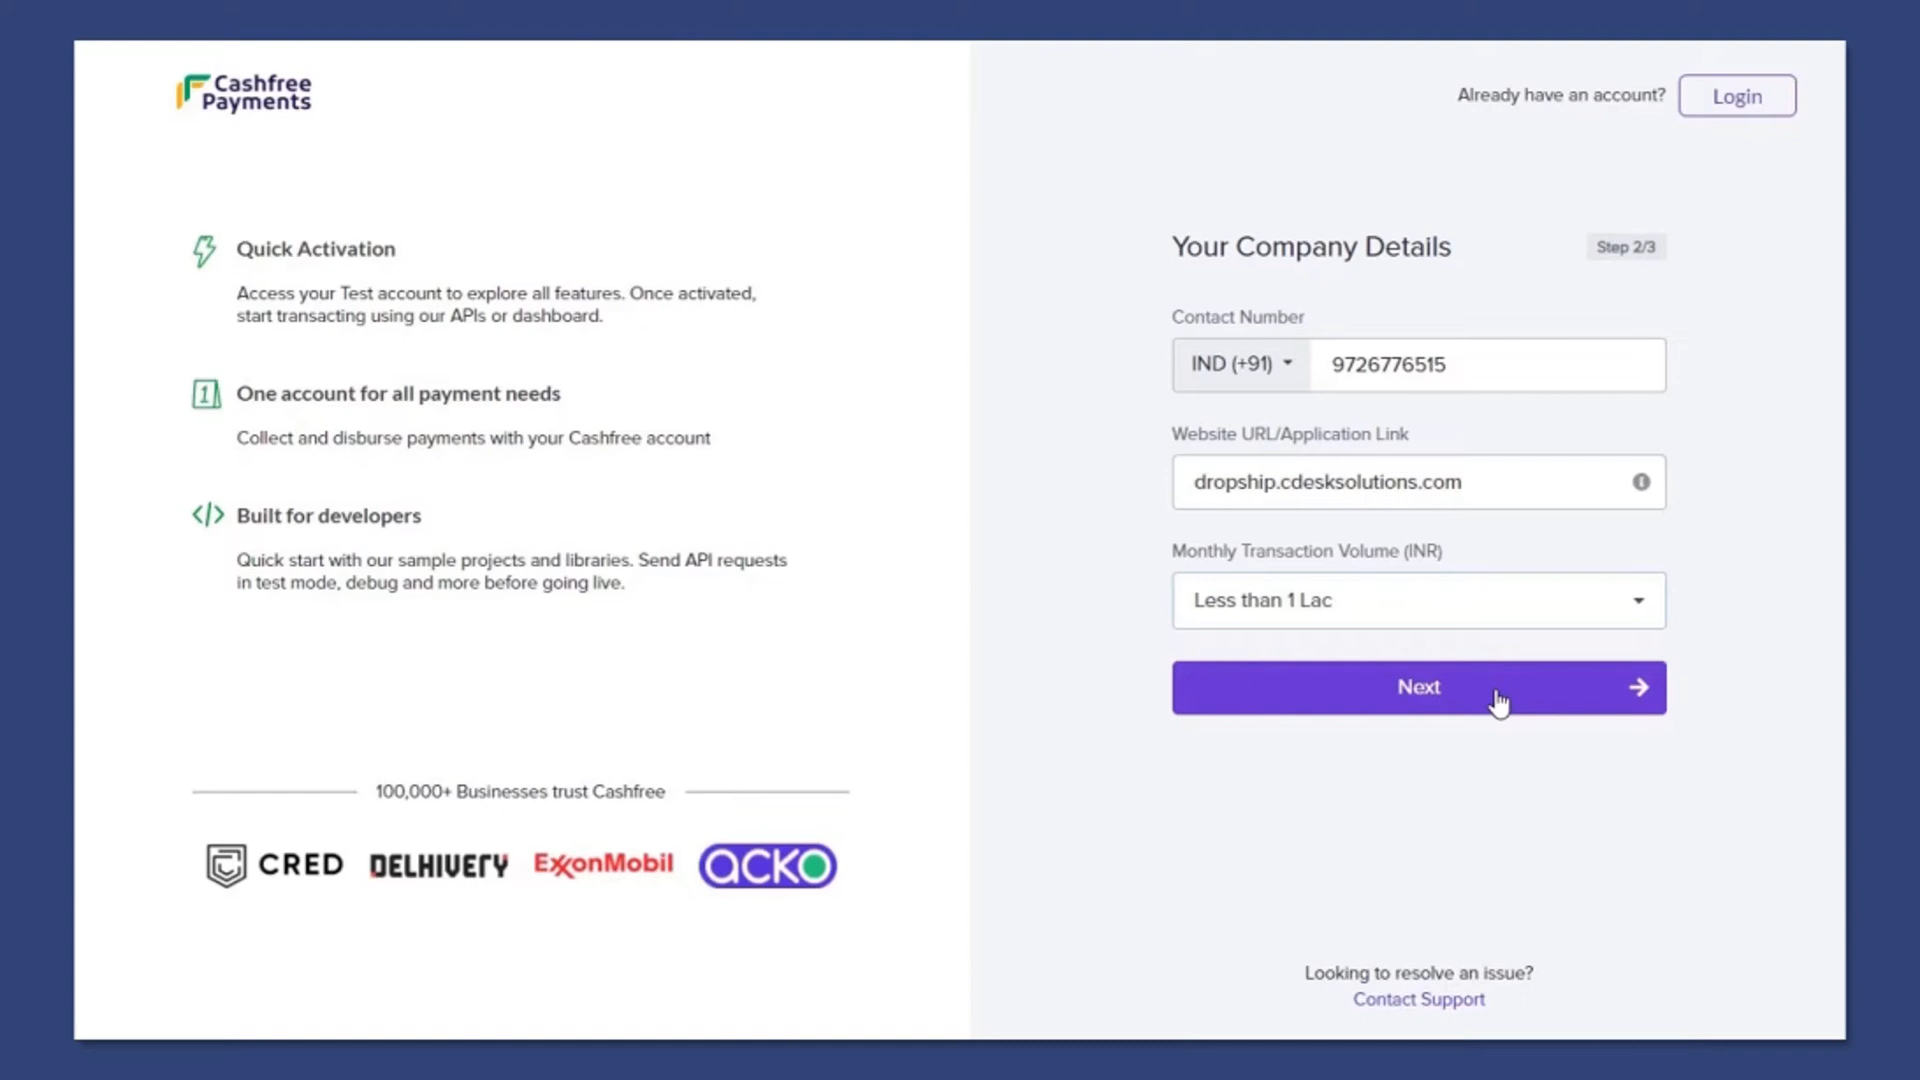 Cashfree
Payments
Already have an account?
Login
Quick Activation
Access your Test account to explore all features. Once activated,
start transacting using our APIs or dashboard.
1
One account for all payment needs
Collect and disburse payments with your Cashfree account
</> Built for developers
Quick start with our sample projects and libraries. Send API requests
in test mode, debug and more before going live.
100,000+ Businesses trust Cashfree
CRED
DELHIVERY
ExxonMobil
acko
Your Company Details
Step 2/3
Contact Number
IND (+91)
9726776515
Website URL/Application Link
dropship.cdesksolutions.com
Monthly Transaction Volume (INR)
Less than 1 Lac
Next
Looking to resolve an issue?
Contact Support